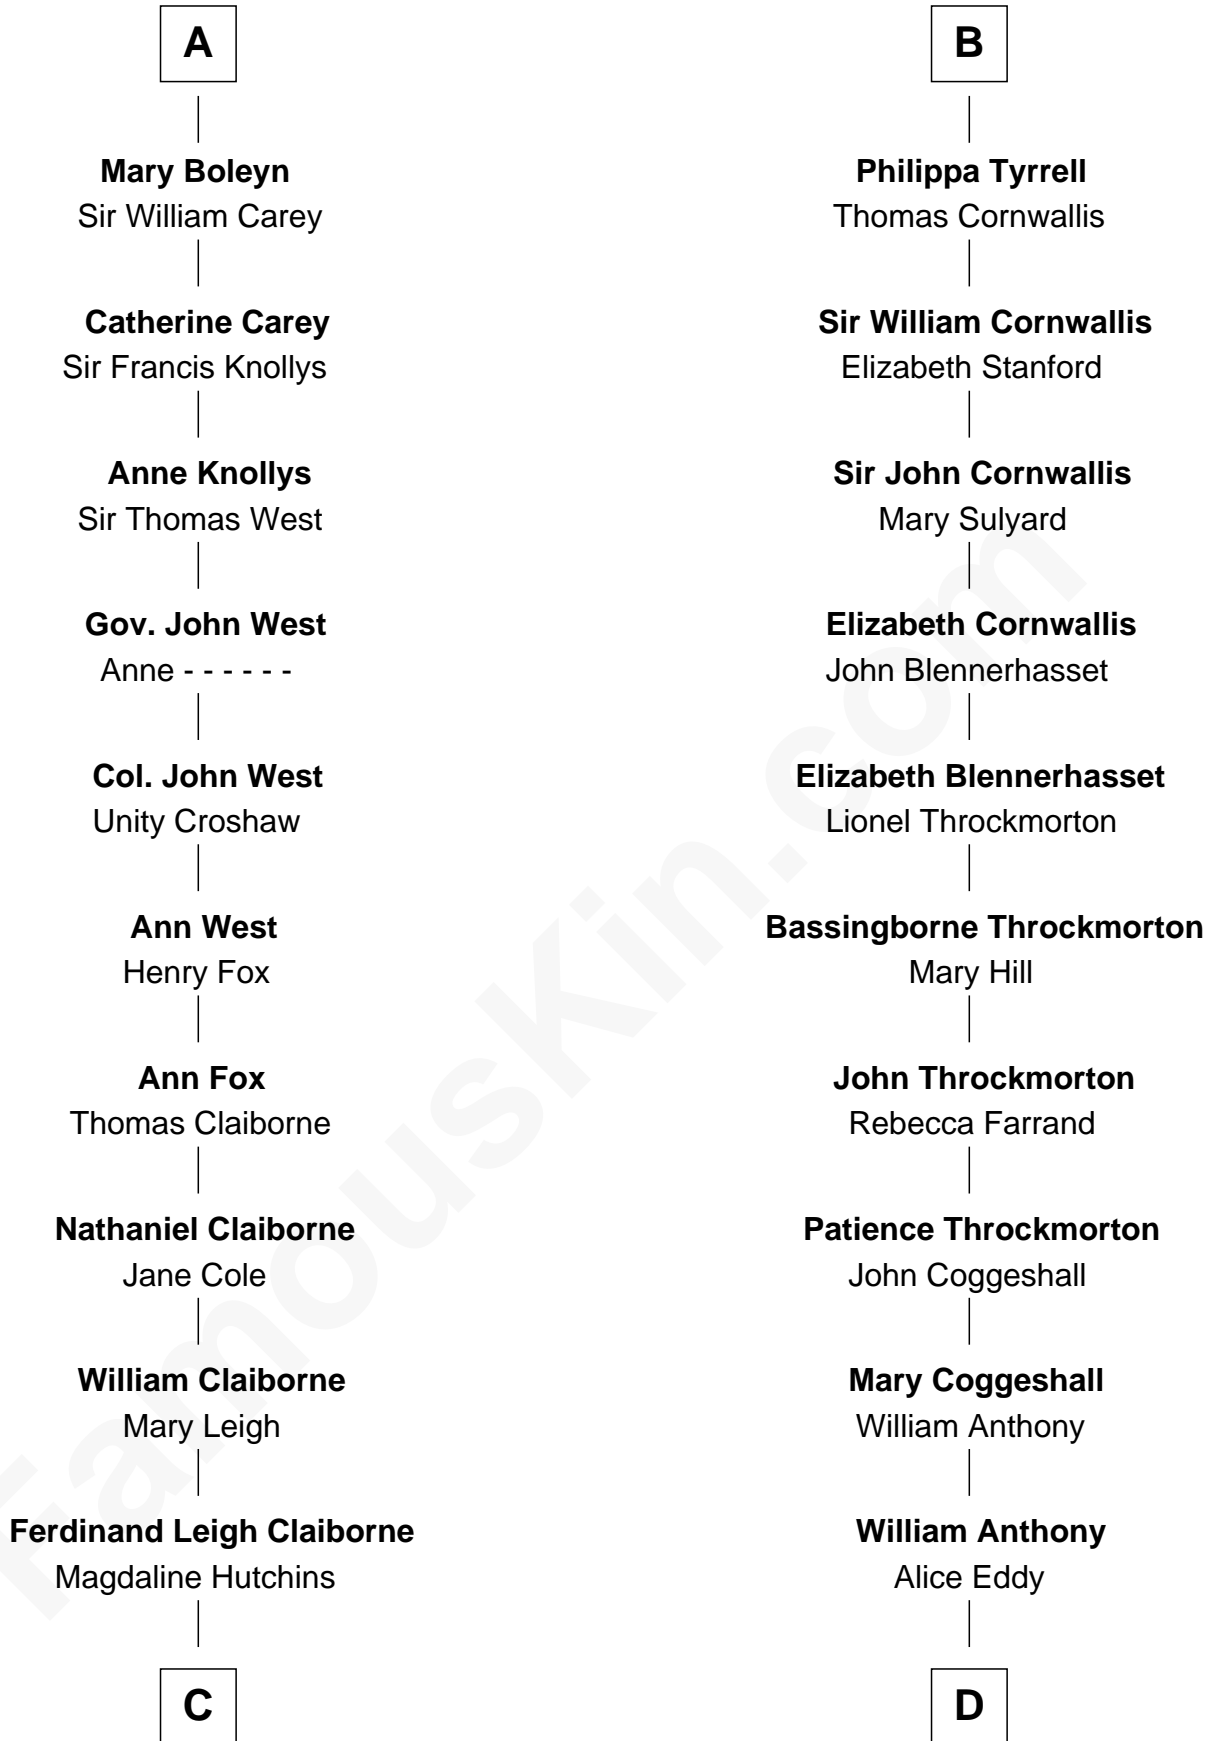 A
Mary Boleyn
Sir William Carey
Catherine Carey
Sir Francis Knollys
Anne Knollys
Sir Thomas West
Gov. John West
Anne - - - - - -
Col. John West
Unity Croshaw
Ann West
Henry Fox
Ann Fox
Thomas Claiborne
Nathaniel Claiborne
Jane Cole
William Claiborne
Mary Leigh
Ferdinand Leigh Claiborne
Magdaline Hutchins
C
B
Philippa Tyrrell
Thomas Cornwallis
Sir William Cornwallis
Elizabeth Stanford
Sir John Cornwallis
Mary Sulyard
Elizabeth Cornwallis
John Blennerhasset
Elizabeth Blennerhasset
Lionel Throckmorton
Bassingborne Throckmorton
Mary Hill
John Throckmorton
Rebecca Farrand
Patience Throckmorton
John Coggeshall
Mary Coggeshall
William Anthony
William Anthony
Alice Eddy
D
FamousKin.com